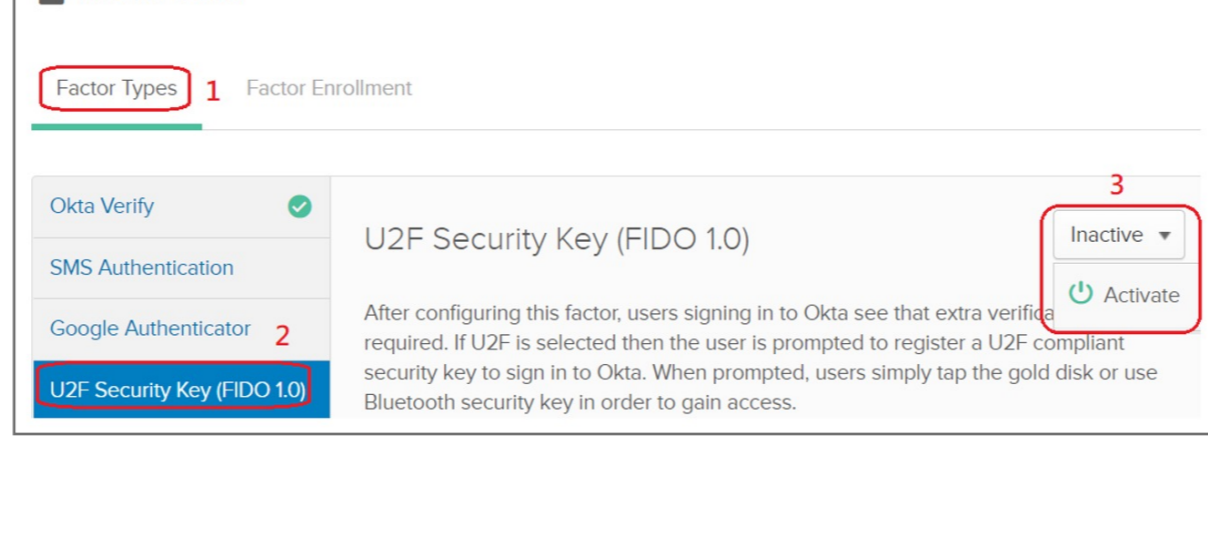 Factor Types 1 Factor Enrollment
3
Okta Verify
U2F Security Key (FIDO 1.0)
Inactive
SMS Authentication
Activate
After configuring this factor, users signing in to Okta see that extra
Google Authenticator 2
required. If U2F is selected then the user is prompted to register a U2F compliant
U2F Security Key (FIDO 1.0)
security key to sign in to Okta. When prompted, users simply tap the gold disk or use
Bluetooth security key in order to gain access.